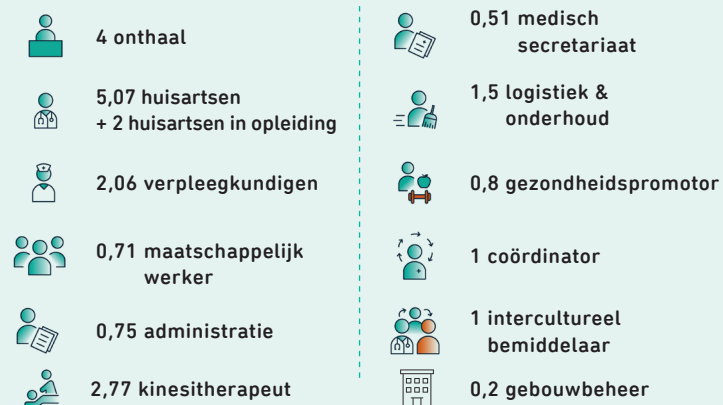 4 onthaal
5,07 huisartsen
+ 2 huisartsen in opleiding
2,06 verpleegkundigen
0,71 maatschappelijk
werker
0,75 administratie
2,77 kinesitherapeut
0,51 medisch
secretariaat
1,5 logistiek &
onderhoud
0,8 gezondheidspromotor
1 coördinator
1 intercultureel
bemiddelaar
0,2 gebouwbeheer